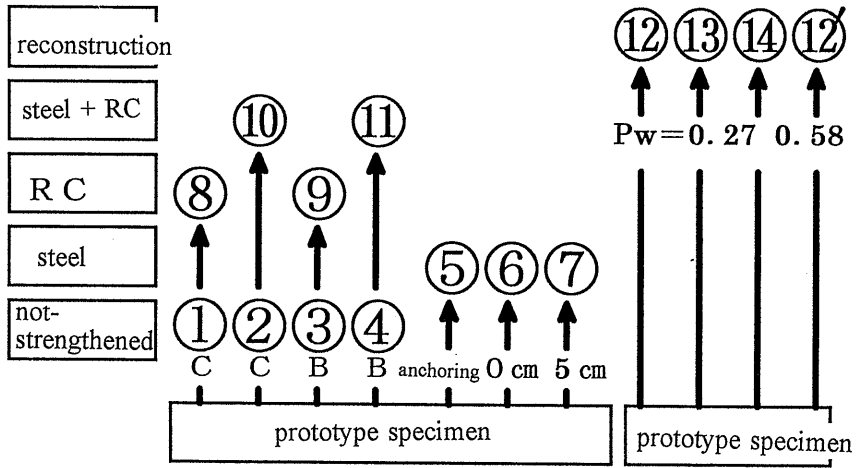 reconstruction ⑫ ⑬ ⑭ ⑫′
steel + RC ⑩ ⑪
Pw=0.27 0.58
R C ⑧ ⑨
steel ⑤ ⑥ ⑦
not-
strengthened ① ② ③ ④
C C B B anchoring 0 cm 5 cm
prototype specimen prototype specimen